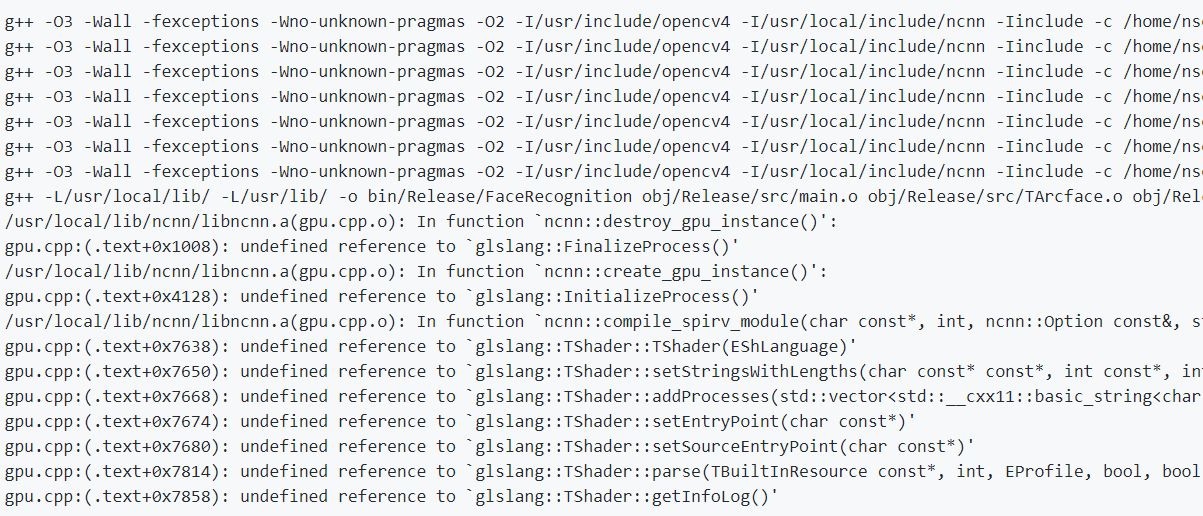 g++ -O3 -Wall -fexceptions -Wno-unknown-pragmas -O2 -I/usr/include/opencv4 -I/usr/local/include/ncnn -Iinclude -c /home/ns
g++ -O3 -Wall -fexceptions -Wno-unknown-pragmas -O2 -I/usr/include/opencv4 -I/usr/local/include/ncnn -Iinclude -c /home/ns
g++ -O3 -Wall -fexceptions -Wno-unknown-pragmas -O2 -I/usr/include/opencv4 -I/usr/local/include/ncnn -Iinclude -c /home/ns
g++ -O3 -Wall -fexceptions -Wno-unknown-pragmas -O2 -I/usr/include/opencv4 -I/usr/local/include/ncnn -Iinclude -c /home/ns
g++ -O3 -Wall -fexceptions -Wno-unknown-pragmas -O2 -I/usr/include/opencv4 -I/usr/local/include/ncnn -Iinclude -c /home/ns
g++ -O3 -Wall -fexceptions -Wno-unknown-pragmas -O2 -I/usr/include/opencv4 -I/usr/local/include/ncnn -Iinclude -c /home/ns
g++ -O3 -Wall -fexceptions -Wno-unknown-pragmas -O2 -I/usr/include/opencv4 -I/usr/local/include/ncnn -Iinclude -c /home/ns
g++ -L/usr/local/lib/ -L/usr/lib/ -o bin/Release/FaceRecognition obj/Release/src/main.o obj/Release/src/TArcface.o obj/Rel
/usr/local/lib/ncnn/libncnn.a(gpu.cpp.o): In function `ncnn::destroy_gpu_instance()':
gpu.cpp:(.text+0x1008): undefined reference to `glslang::FinalizeProcess()'
/usr/local/lib/ncnn/libncnn.a(gpu.cpp.o): In function `ncnn::create_gpu_instance()':
gpu.cpp:(.text+0x4128): undefined reference to `glslang::InitializeProcess()'
/usr/local/lib/ncnn/libncnn.a(gpu.cpp.o): In function `ncnn::compile_spirv_module(char const*, int, ncnn::Option const&, s
gpu.cpp:(.text+0x7638): undefined reference to `glslang::TShader::TShader(EShLanguage)'
gpu.cpp:(.text+0x7650): undefined reference to `glslang::TShader::setStringsWithLengths(char const* const*, int const*, in
gpu.cpp:(.text+0x7668): undefined reference to `glslang::TShader::addProcesses(std::vector<std::__cxx11::basic_string<char
gpu.cpp:(.text+0x7674): undefined reference to `glslang::TShader::setEntryPoint(char const*)'
gpu.cpp:(.text+0x7680): undefined reference to `glslang::TShader::setSourceEntryPoint(char const*)'
gpu.cpp:(.text+0x7814): undefined reference to `glslang::TShader::parse(TBuiltInResource const*, int, EProfile, bool, bool
gpu.cpp:(.text+0x7858): undefined reference to `glslang::TShader::getInfoLog()'